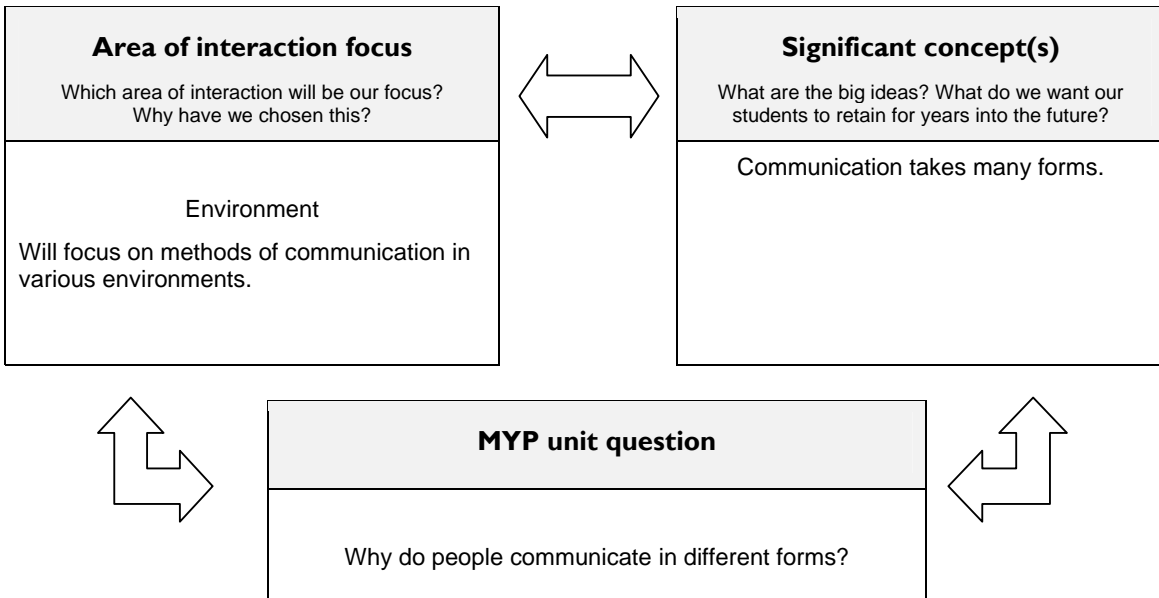 Area of interaction focus
Which area of interaction will be our focus?
Why have we chosen this?
Environment
Will focus on methods of communication in
various environments.
Significant concept(s)
What are the big ideas? What do we want our
students to retain for years into the future?
Communication takes many forms.
MYP unit question
Why do people communicate in different forms?